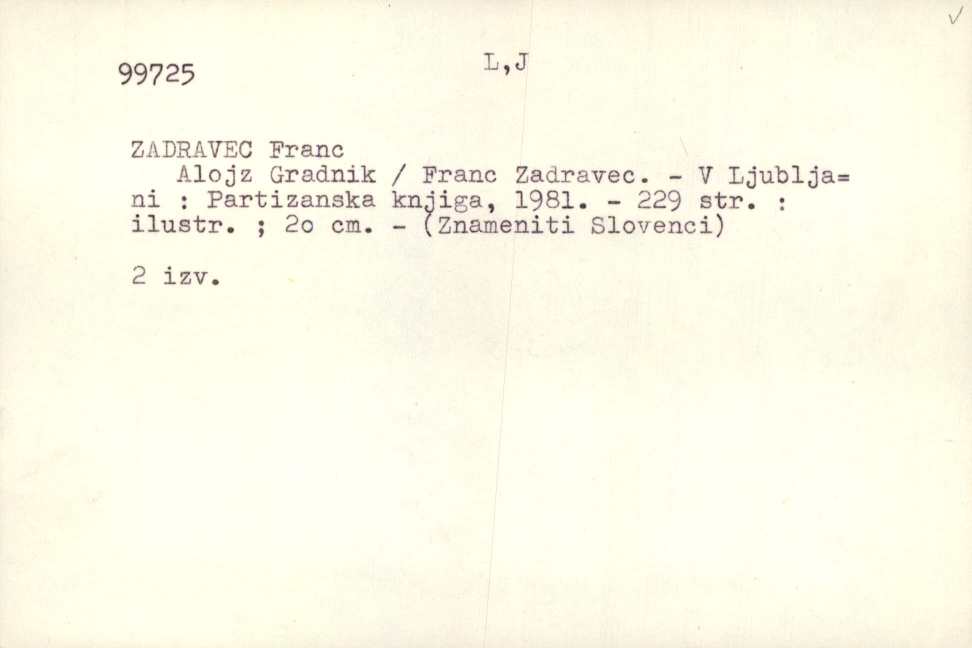 99725
L,J
ZADRAVEC Franc
Alojz Gradnik / Franc Zadravec. - V Ljublja=
ni : Partizanska knjiga, 1981. - 229 str. :
ilustr. ; 2o cm. - (Znameniti Slovenci)
2 izv.